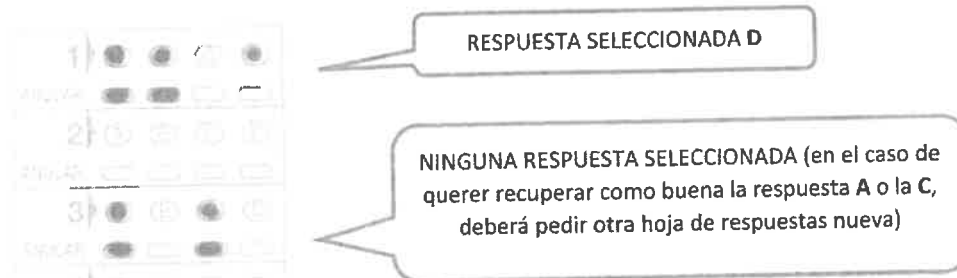 RESPUESTA SELECCIONADA D
1
2
NINGUNA RESPUESTA SELECCIONADA (en el caso de
querer recuperar como buena la respuesta A o la C,
deberá pedir otra hoja de respuestas nueva)
3